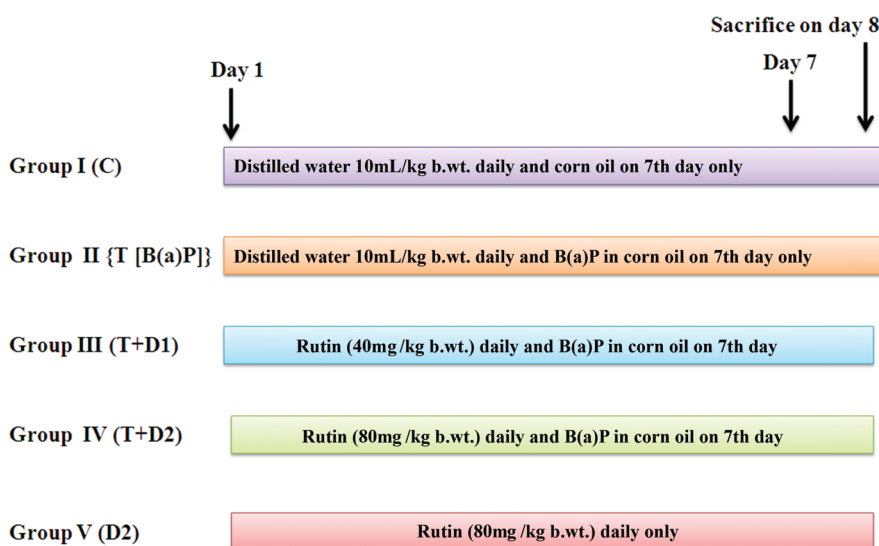 Sacrifice on day 8
Day 1
Day 7
Group I (C)
Distilled water 10mL/kg b.wt. daily and corn oil on 7th day only
Group II {T [B(a)P]}
Distilled water 10mL/kg b.wt. daily and B(a)P in corn oil on 7th day only
Group III (T+D1)
Rutin (40mg/kg b.wt.) daily and B(a)P in corn oil on 7th day
Group IV (T+D2)
Rutin (80mg/kg b.wt.) daily and B(a)P in corn oil on 7th day
Group V (D2)
Rutin (80mg/kg b.wt.) daily only